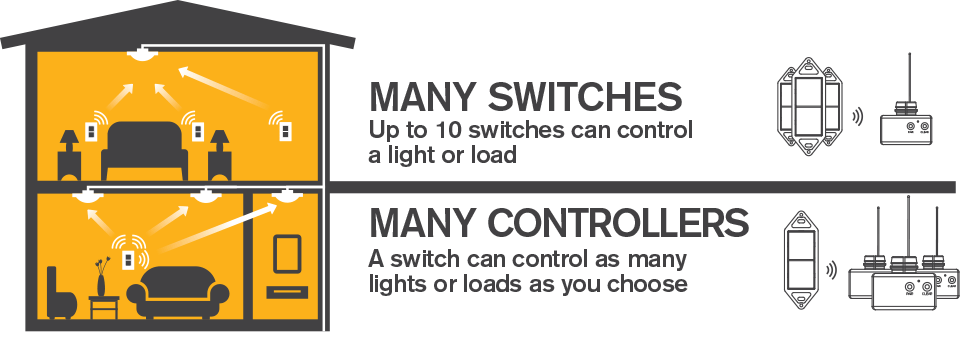 MANY SWITCHES
Up to 10 switches can control
a light or load
MANY CONTROLLERS
A switch can control as many
lights or loads as you choose